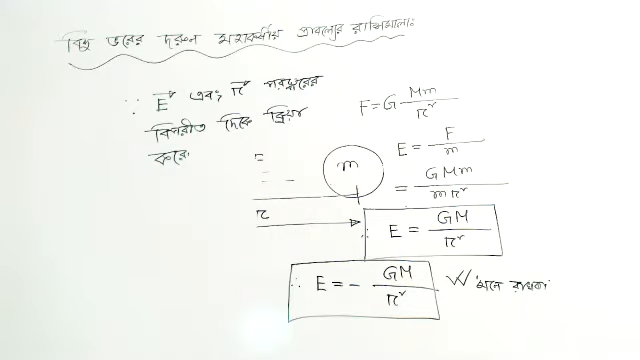 বিন্দু ভরের দরুন মহাকর্ষীয় প্রাবল্যের রাশিমালা:
∵ E⃗ এবং r⃗ পরস্পরের
বিপরীত দিকে ক্রিয়া
করে।
F = G Mm/r²
E = F/m
= GMm/mr²
m
r
∴ E = GM/r²
∴ E = - GM/r²
W মনে রাখবা